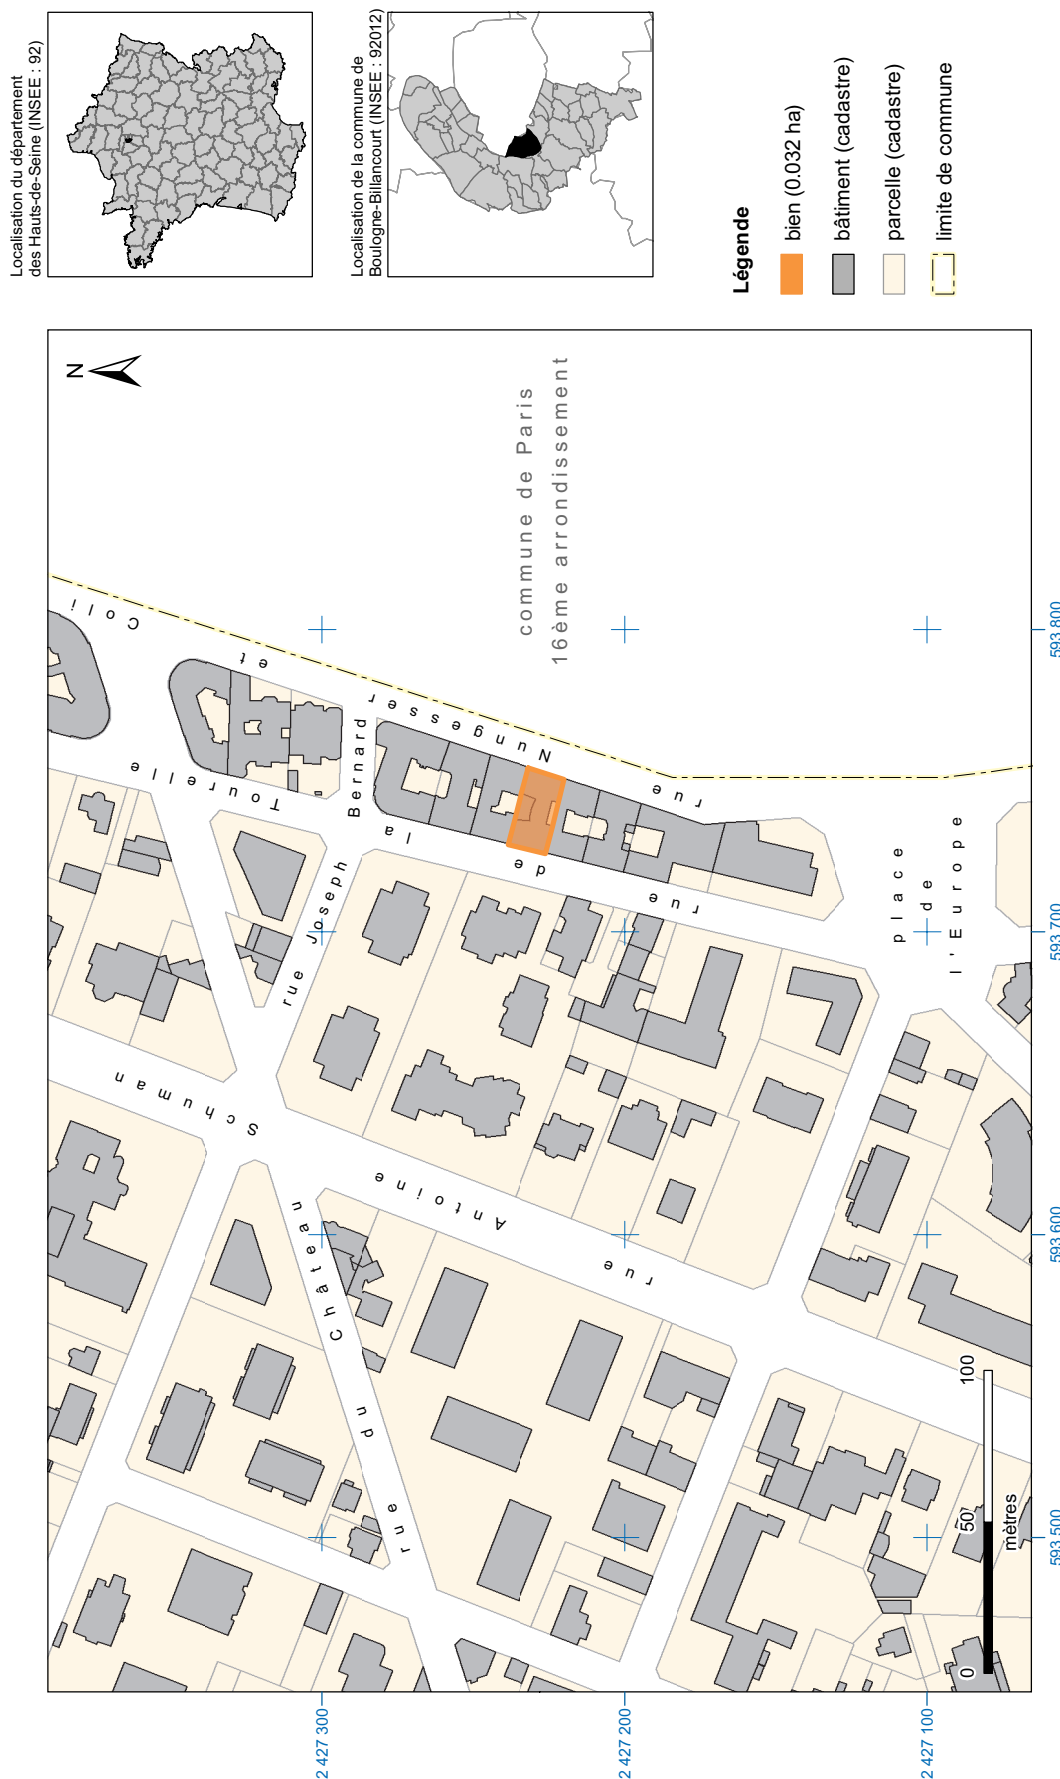 Localisation du département
des Hauts-de-Seine (INSEE : 92)
Localisation de la commune de
Boulogne-Billancourt (INSEE : 92012)
Légende
bien (0.032 ha)
bâtiment (cadastre)
parcelle (cadastre)
limite de commune
N
commune de Paris
16ème arrondissement
rue Nungesser et Coli
rue de la Tourelle
rue Joseph Bernard
rue Antoine Schuman
rue du Château
place
de
l'Europe
593 800
593 700
593 600
593 500
2 427 300
2 427 200
2 427 100
0 50 100
mètres